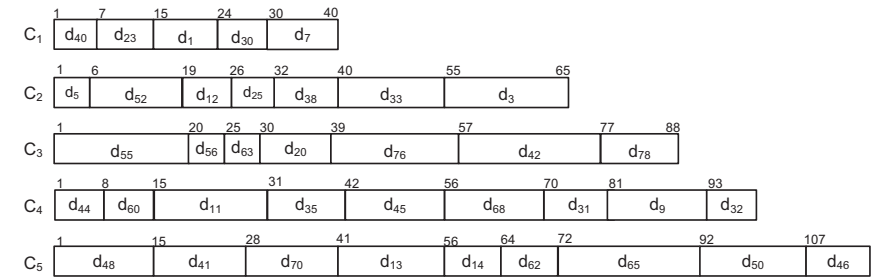 1 7 15 24 30 40
C₁ d₄₀ d₂₃ d₁ d₃₀ d₇
1 6 19 26 32 40 55 65
C₂ d₅ d₅₂ d₁₂ d₂₅ d₃₈ d₃₃ d₃
1 20 25 30 39 57 77 88
C₃ d₅₅ d₅₆ d₆₃ d₂₀ d₇₆ d₄₂ d₇₈
1 8 15 31 42 56 70 81 93
C₄ d₄₄ d₆₀ d₁₁ d₃₅ d₄₅ d₆₈ d₃₁ d₉ d₃₂
1 15 28 41 56 64 72 92 107
C₅ d₄₈ d₄₁ d₇₀ d₁₃ d₁₄ d₆₂ d₆₅ d₅₀ d₄₆